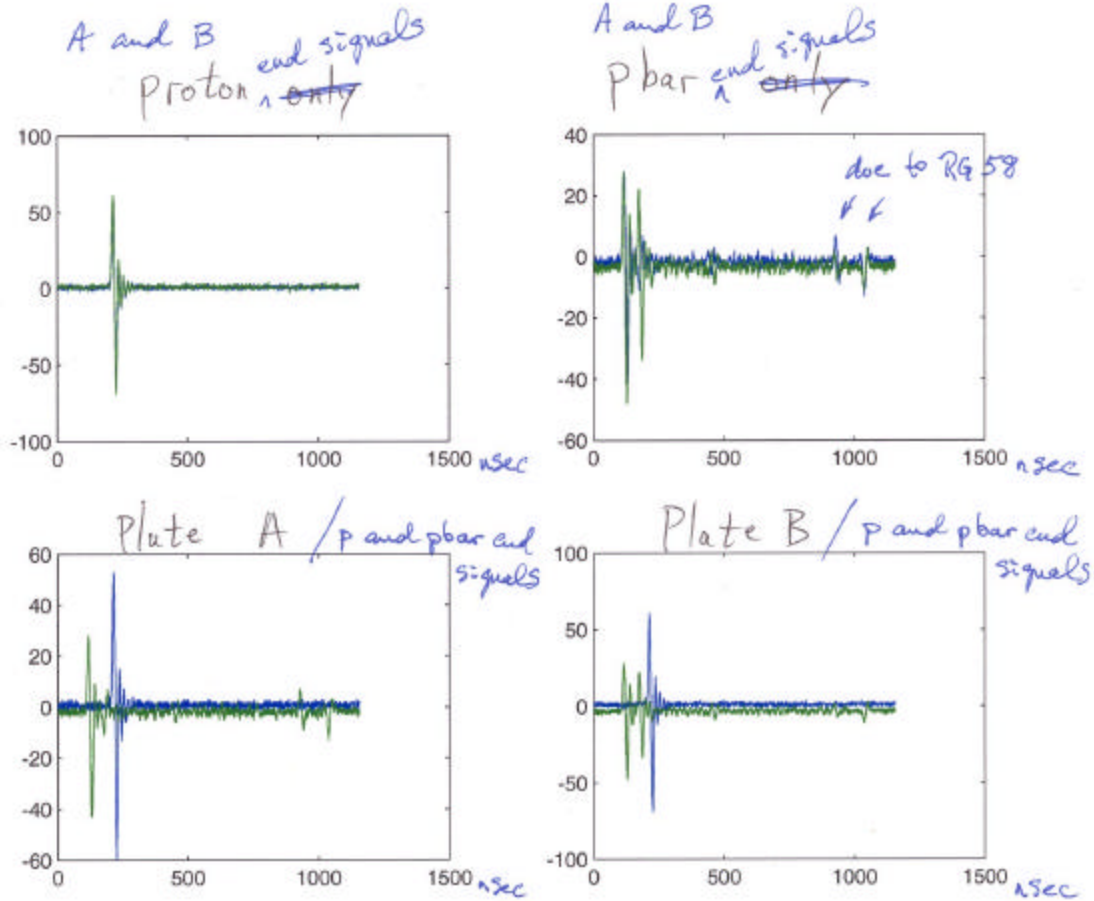 A and B
end signals
proton ^ only
100
50
0
-50
-100
0 500 1000 1500 nsec
A and B
end signals
pbar ^ only
due to RG 58
40
20
0
-20
-40
-60
0 500 1000 1500 nsec
Plate A / p and pbar end
signals
60
40
20
0
-20
-40
-60
0 500 1000 1500 nsec
Plate B / p and pbar end
signals
100
50
0
-50
-100
0 500 1000 1500 nsec